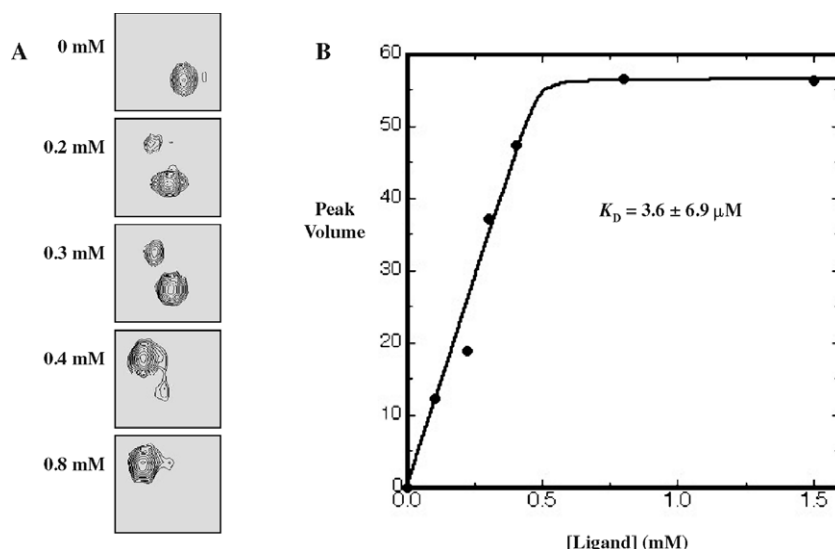 A
0 mM
0.2 mM
0.3 mM
0.4 mM
0.8 mM
B
60
50
40
30
20
10
0
Peak
Volume
K_D = 3.6 ± 6.9 μM
0.0
0.5
1.0
1.5
[Ligand] (mM)